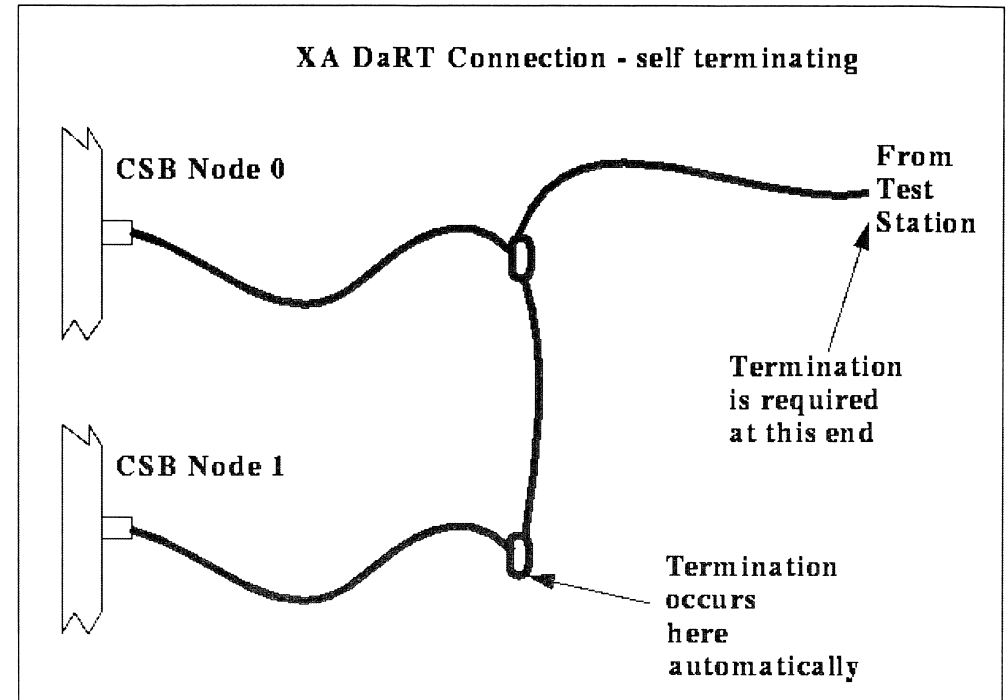 XA DaRT Connection - self terminating
CSB Node 0
From
Test
Station
Termination
is required
at this end
CSB Node 1
Termination
occurs
here
automatically